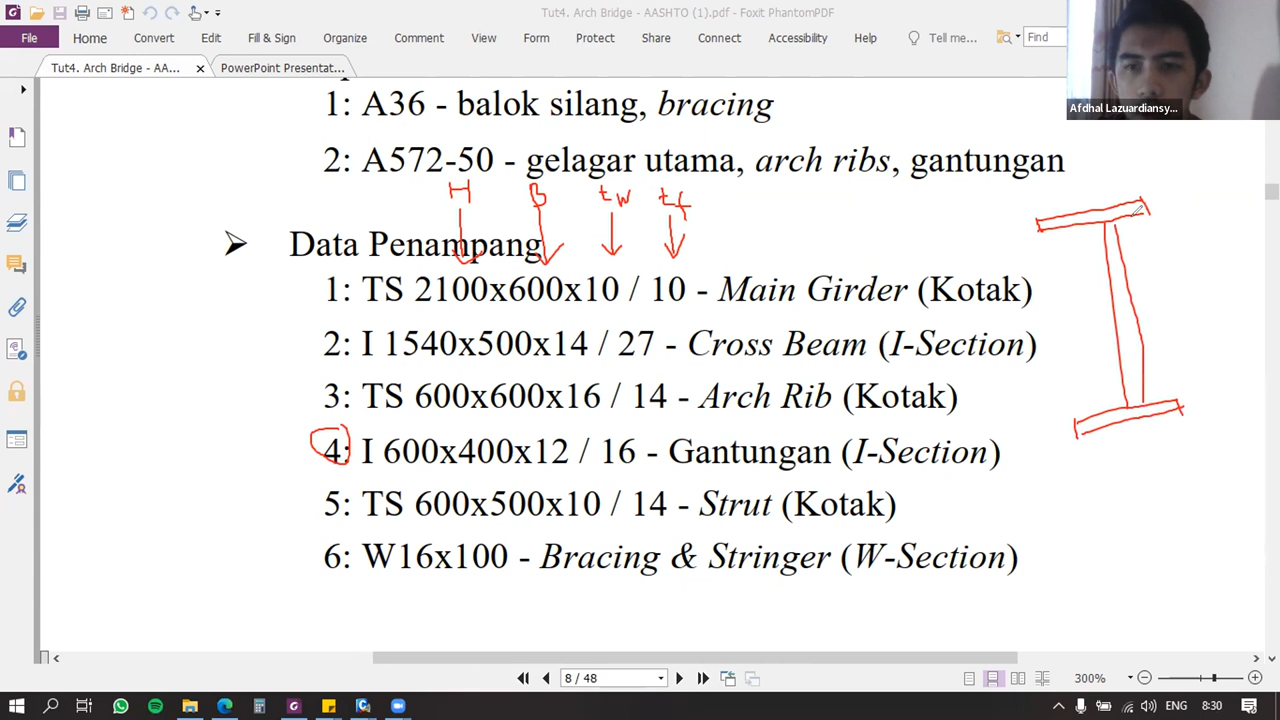 Tut4. Arch Bridge - AASHTO (1).pdf - Foxit PhantomPDF
File Home Convert Edit Fill & Sign Organize Comment View Form Protect Share Connect Accessibility Help Tell me... Find
Tut4. Arch Bridge - AA... PowerPoint Presentat...
Afdhal Lazuardiansy...
1: A36 - balok silang, bracing
2: A572-50 - gelagar utama, arch ribs, gantungan
H B tw tf
➢ Data Penampang
1: TS 2100x600x10 / 10 - Main Girder (Kotak)
2: I 1540x500x14 / 27 - Cross Beam (I-Section)
3: TS 600x600x16 / 14 - Arch Rib (Kotak)
4: I 600x400x12 / 16 - Gantungan (I-Section)
5: TS 600x500x10 / 14 - Strut (Kotak)
6: W16x100 - Bracing & Stringer (W-Section)
8 / 48 300%
ENG 8:30